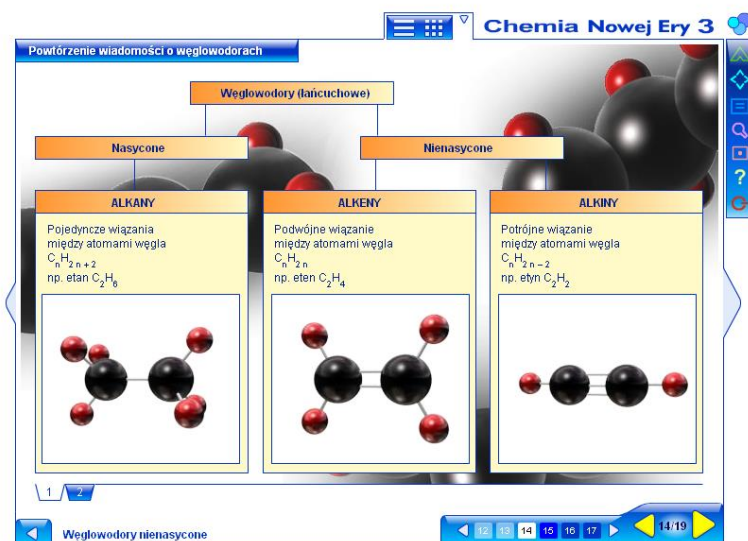 Chemia Nowej Ery 3
Powtórzenie wiadomości o węglowodorach
Węglowodory (łańcuchowe)
Nasycone
Nienasycone
ALKANY
Pojedyncze wiązania
między atomami węgla
CₙH₂ₙ₊₂
np. etan C₂H₆
ALKENY
Podwójne wiązanie
między atomami węgla
CₙH₂ₙ
np. eten C₂H₄
ALKINY
Potrójne wiązanie
między atomami węgla
CₙH₂ₙ₋₂
np. etyn C₂H₂
?
1 2
Węglowodory nienasycone
12 13 14 15 16 17
14/19